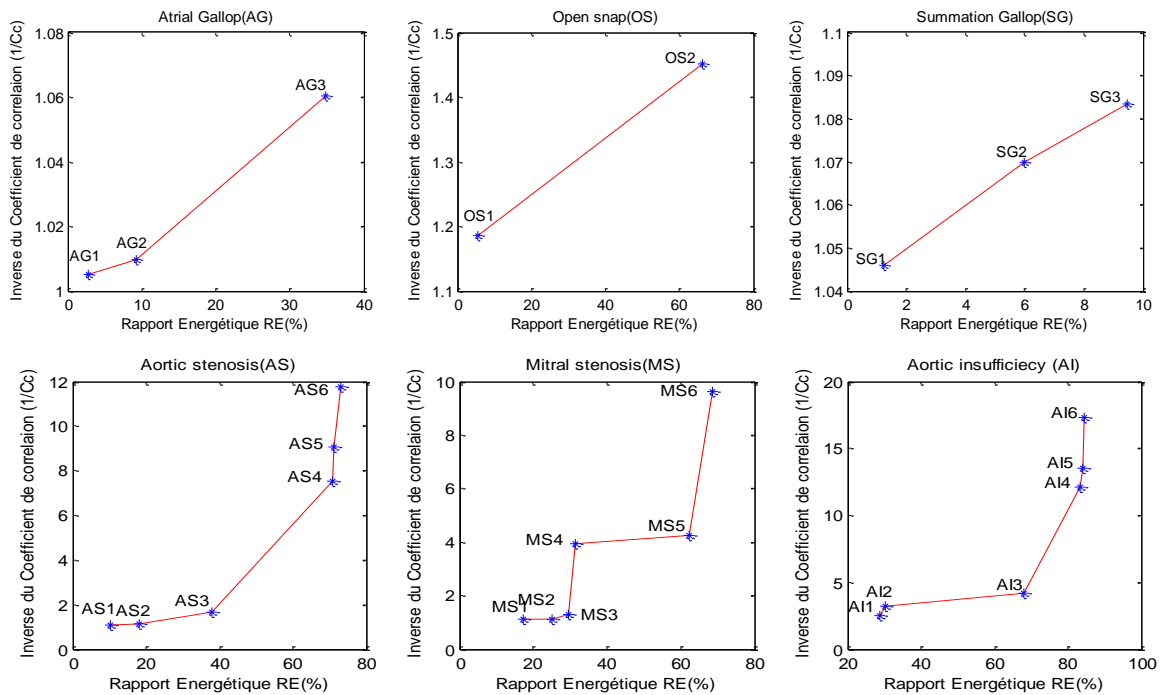 Atrial Gallop(AG)
Inverse du Coefficient de correlaion (1/Cc)
1.08
1.06
1.04
1.02
1
AG1
AG2
AG3
0 10 20 30 40
Rapport Energétique RE(%)
Open snap(OS)
Inverse du Coefficient de correlaion (1/Cc)
1.5
1.4
1.3
1.2
1.1
OS1
OS2
0 20 40 60 80
Rapport Energétique RE(%)
Summation Gallop(SG)
Inverse du Coefficient de correlaion (1/Cc)
1.1
1.09
1.08
1.07
1.06
1.05
1.04
SG1
SG2
SG3
0 2 4 6 8 10
Rapport Energétique RE(%)
Aortic stenosis(AS)
Inverse du Coefficient de correlaion (1/Cc)
12
10
8
6
4
2
0
AS1
AS2
AS3
AS4
AS5
AS6
0 20 40 60 80
Rapport Energétique RE(%)
Mitral stenosis(MS)
Inverse du Coefficient de correlaion (1/Cc)
10
8
6
4
2
0
MS1
MS2
MS3
MS4
MS5
MS6
0 20 40 60 80
Rapport Energétique RE(%)
Aortic insufficiecy (AI)
Inverse du Coefficient de correlaion (1/Cc)
20
15
10
5
0
AI1
AI2
AI3
AI4
AI5
AI6
20 40 60 80 100
Rapport Energétique RE(%)